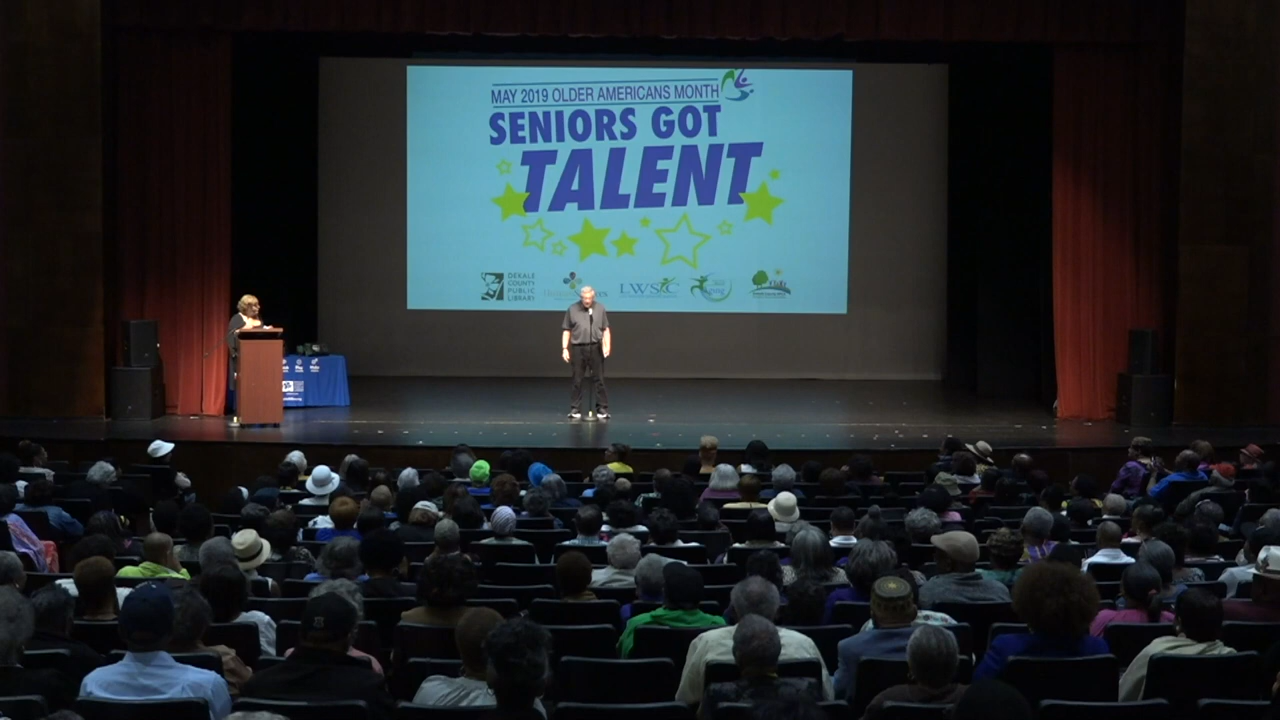 MAY 2019 OLDER AMERICANS MONTH
SENIORS GOT
TALENT
DEKALB
COUNTY
PUBLIC
LIBRARY
LWSC